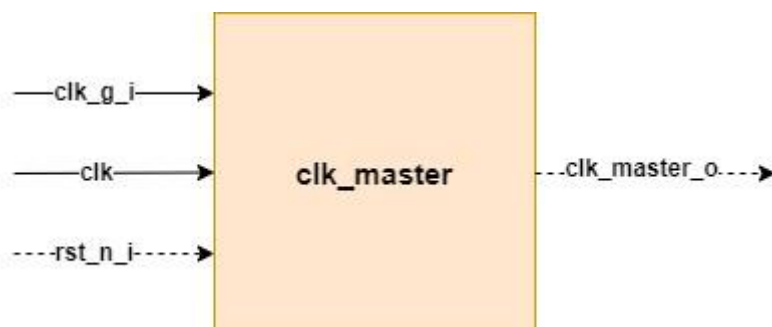 clk_g_i
clk
rst_n_i
clk_master
clk_master_o